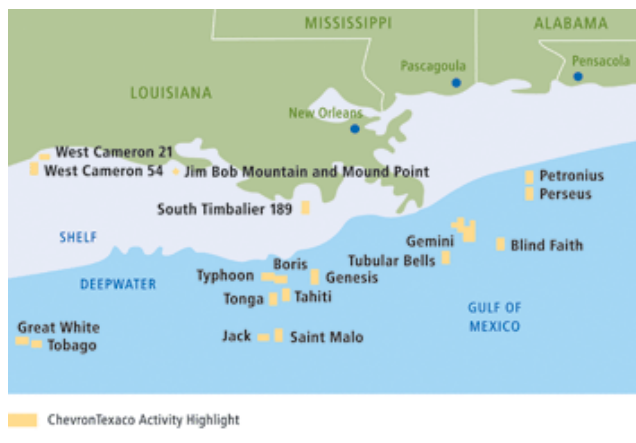 MISSISSIPPI
ALABAMA
Pascagoula
Pensacola
LOUISIANA
New Orleans
West Cameron 21
West Cameron 54
Jim Bob Mountain and Mound Point
Petronius
Perseus
South Timbalier 189
SHELF
Gemini
Blind Faith
Tubular Bells
Boris
Typhoon
Genesis
DEEPWATER
Tonga
Tahiti
GULF OF
MEXICO
Great White
Tobago
Jack
Saint Malo
ChevronTexaco Activity Highlight